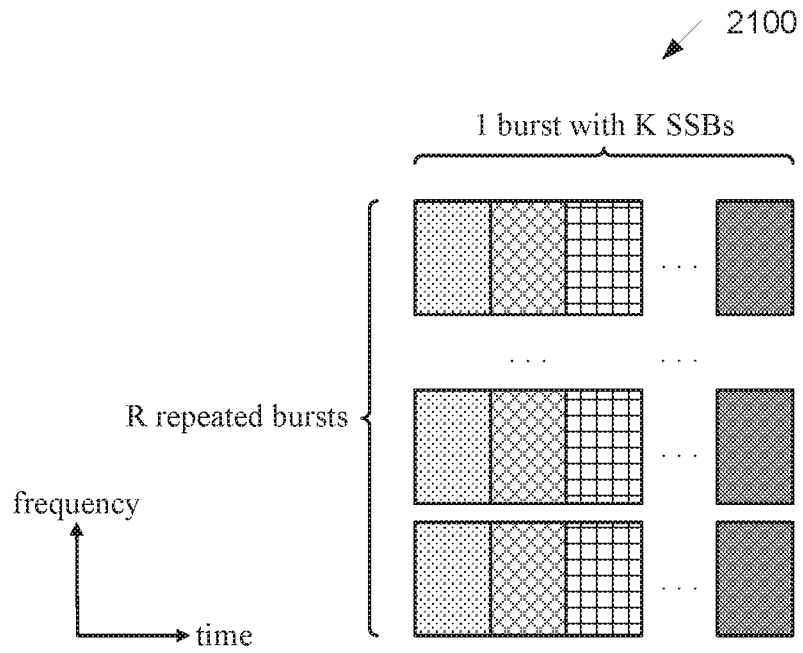 2100
1 burst with K SSBs
. . .
. . . . . .
R repeated bursts
. . .
frequency
. . .
time